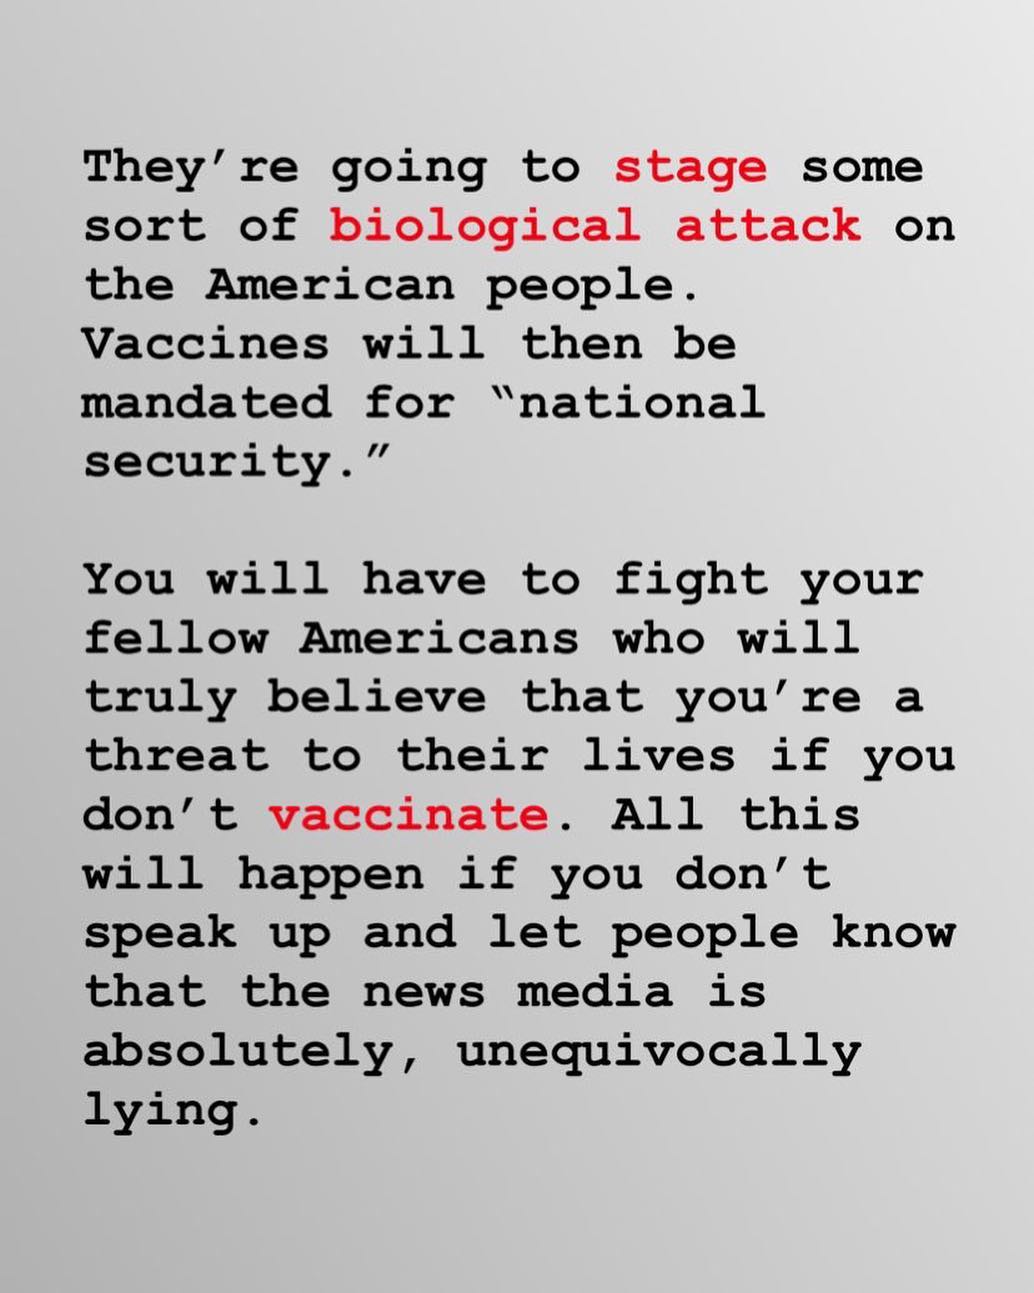 They’re going to stage some
sort of biological attack on
the American people.
Vaccines will then be
mandated for “national
security.”
You will have to fight your
fellow Americans who will
truly believe that you’re a
threat to their lives if you
don’t vaccinate. All this
will happen if you don’t
speak up and let people know
that the news media is
absolutely, unequivocally
lying.